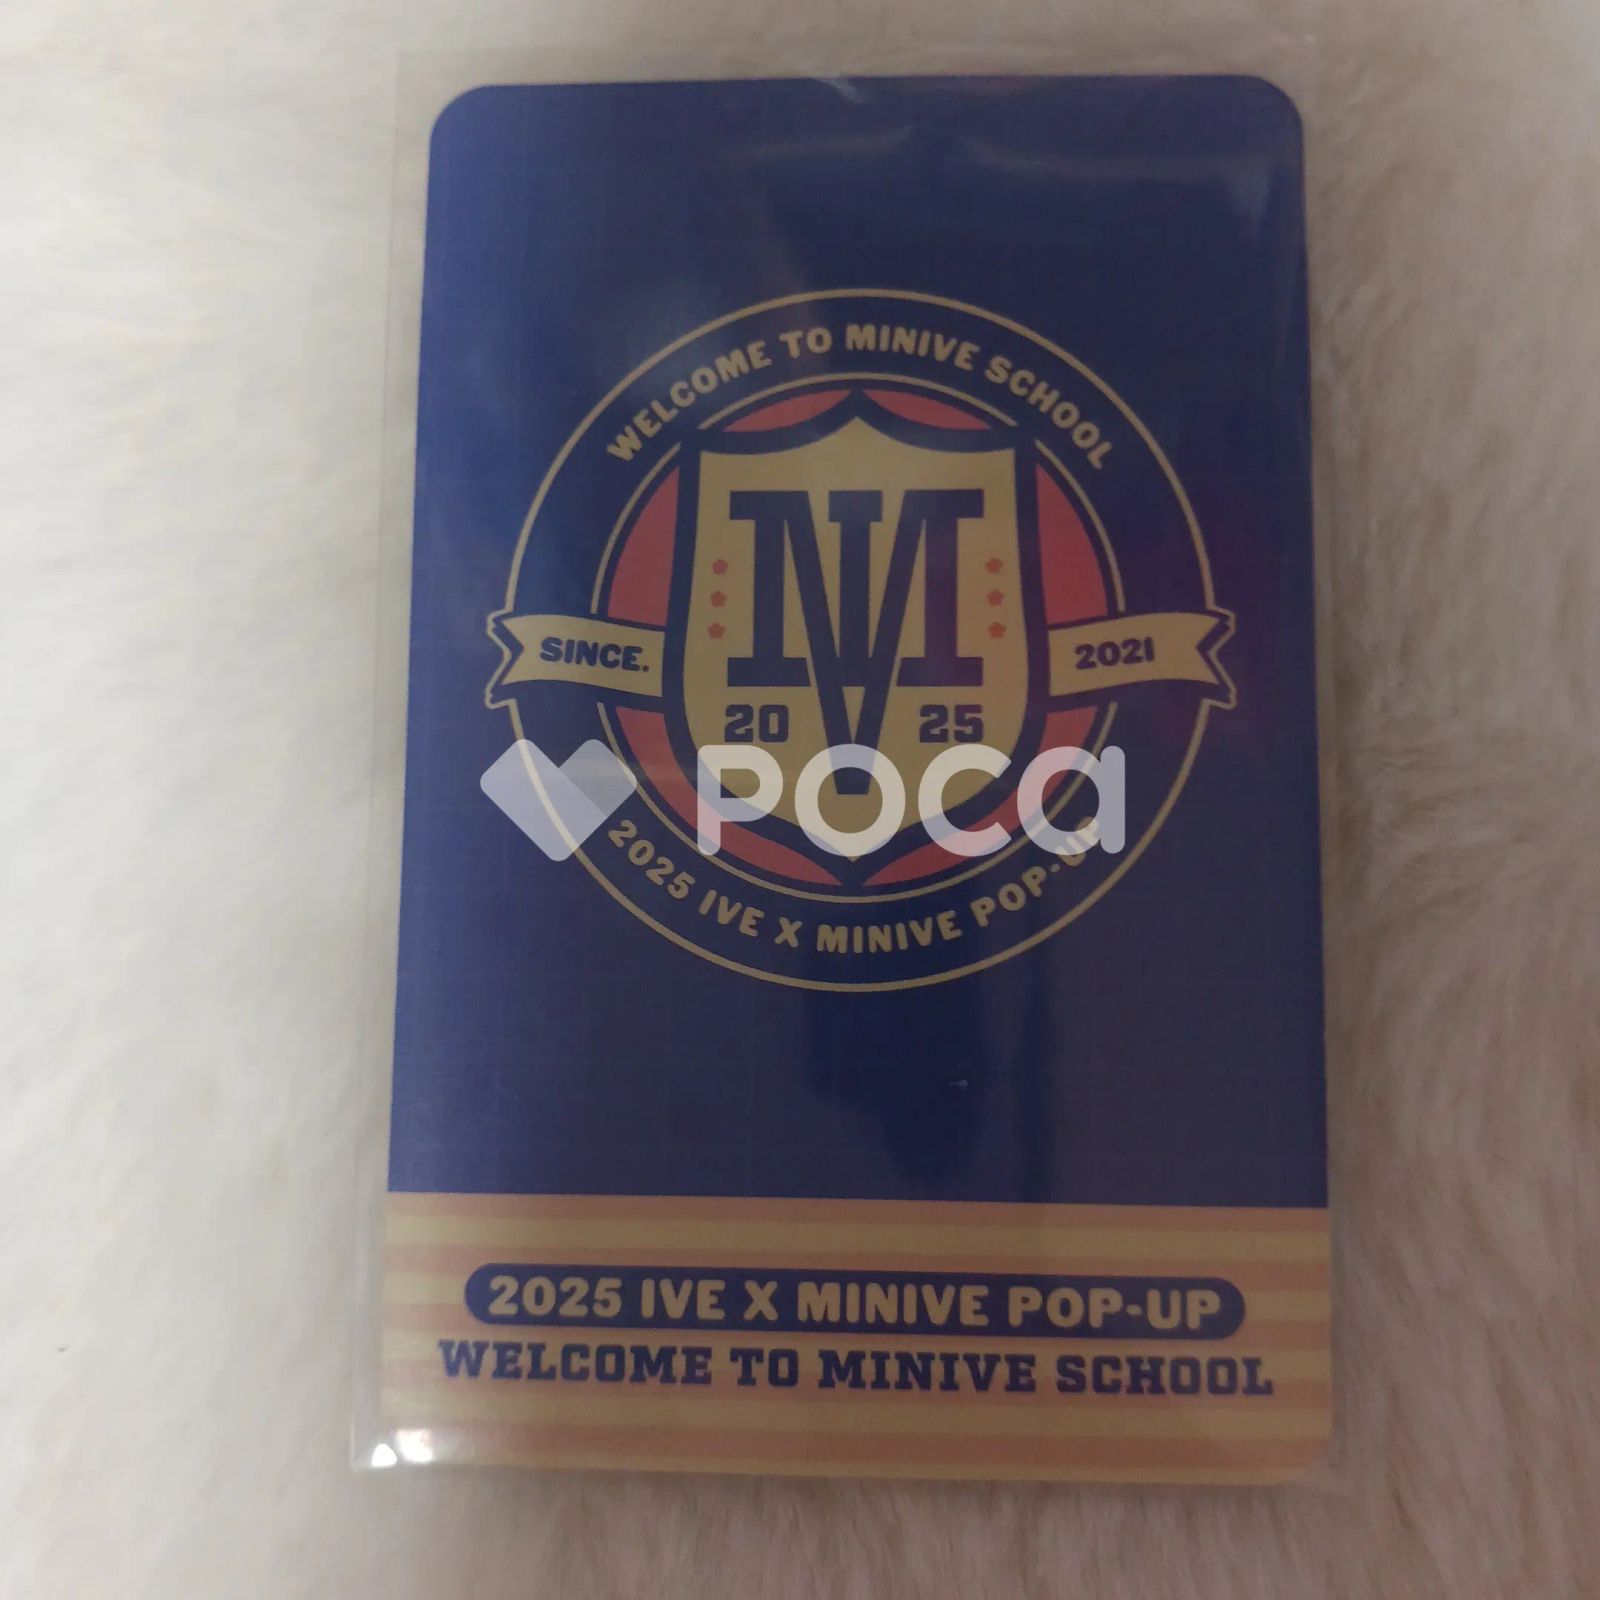 WELCOME TO MINIVE SCHOOL
SINCE.
2021
MV
20
25
POCA
2025 IVE X MINIVE POP-UP
2025 IVE X MINIVE POP-UP
WELCOME TO MINIVE SCHOOL